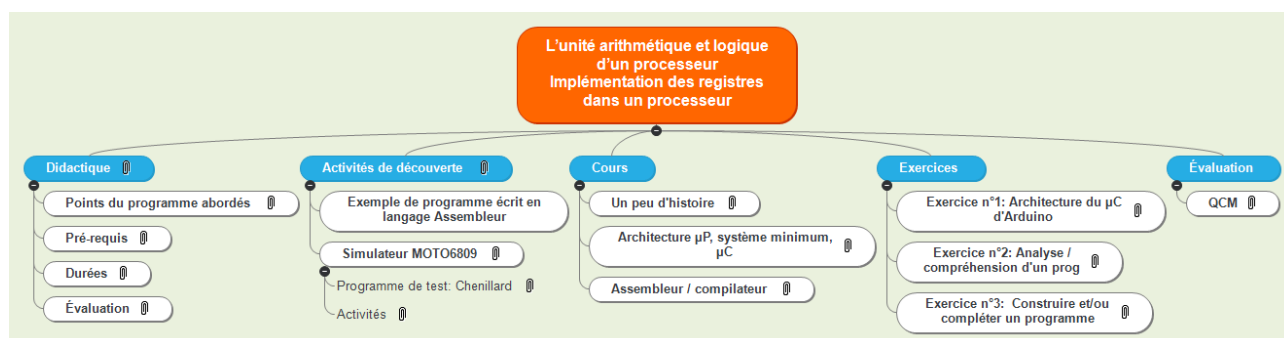 L'unité arithmétique et logique
d'un processeur
Implémentation des registres
dans un processeur
Didactique
Points du programme abordés
Pré-requis
Durées
Évaluation
Activités de découverte
Exemple de programme écrit en
langage Assembleur
Simulateur MOTO6809
Programme de test: Chenillard
Activités
Cours
Un peu d'histoire
Architecture µP, système minimum,
µC
Assembleur / compilateur
Exercices
Exercice n°1: Architecture du µC
d'Arduino
Exercice n°2: Analyse /
compréhension d'un prog
Exercice n°3:  Construire et/ou
compléter un programme
Évaluation
QCM